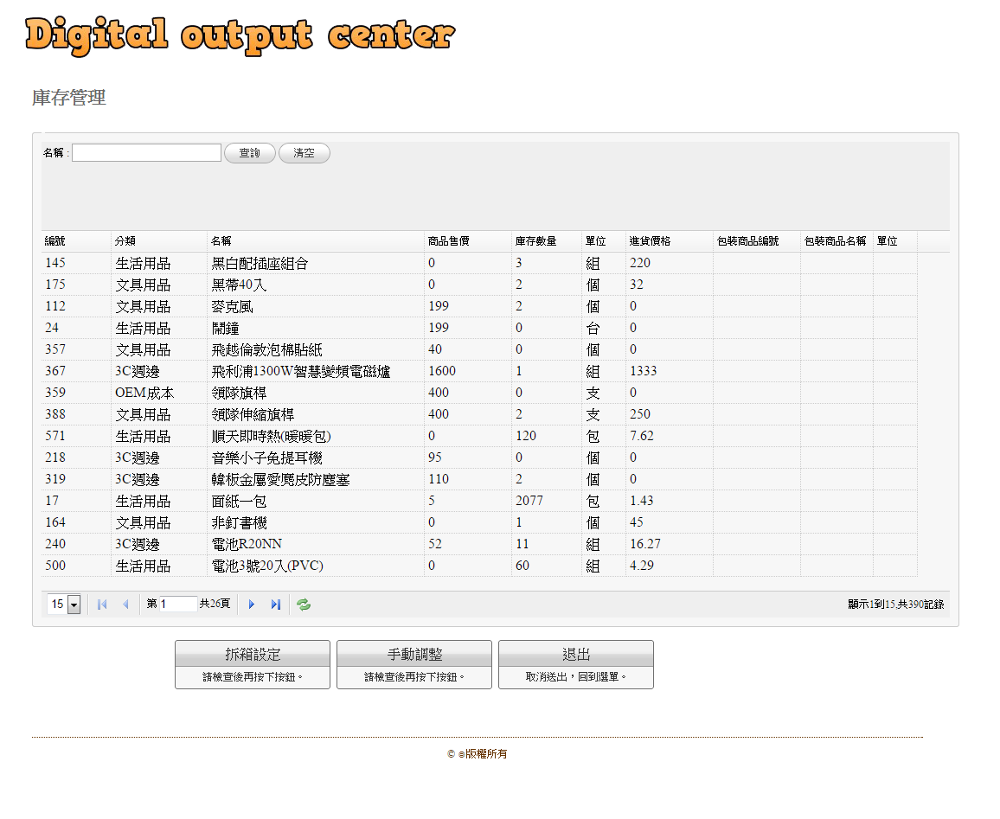 Digital output center
庫存管理
名稱 : 查詢 清空
編號 分類 名稱 商品售價 庫存數量 單位 進貨價格 包裝商品編號 包裝商品名稱 單位
145 生活用品 黑白配插座組合 0 3 組 220
175 文具用品 黑帶40入 0 2 個 32
112 文具用品 麥克風 199 2 個 0
24 生活用品 鬧鐘 199 0 台 0
357 文具用品 飛越倫敦泡棉貼紙 40 0 個 0
367 3C週邊 飛利浦1300W智慧變頻電磁爐 1600 1 組 1333
359 OEM成本 領隊旗桿 400 0 支 0
388 文具用品 領隊伸縮旗桿 400 2 支 250
571 生活用品 順天即時熱(暖暖包) 0 120 包 7.62
218 3C週邊 音樂小子免提耳機 95 0 個 0
319 3C週邊 韓板金屬愛麂皮防塵塞 110 2 個 0
17 生活用品 面紙一包 5 2077 包 1.43
164 文具用品 非釘書機 0 1 個 45
240 3C週邊 電池R20NN 52 11 組 16.27
500 生活用品 電池3號20入(PVC) 0 60 組 4.29
15 第 1 共26頁 顯示1到15,共390記錄
拆箱設定 手動調整 退出
請檢查後再按下按鈕。 請檢查後再按下按鈕。 取消送出，回到選單。
© @版權所有